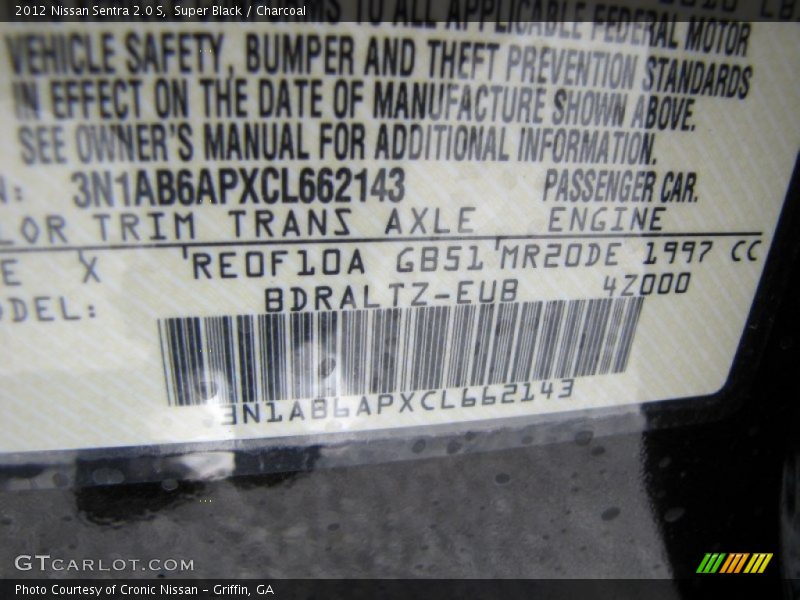 2012 Nissan Sentra 2.0 S, Super Black / Charcoal
TO ALL APPLICABLE FEDERAL MOTOR
VEHICLE SAFETY, BUMPER AND THEFT PREVENTION STANDARDS
IN EFFECT ON THE DATE OF MANUFACTURE SHOWN ABOVE.
SEE OWNER'S MANUAL FOR ADDITIONAL INFORMATION.
N: 3N1AB6APXCL662143 PASSENGER CAR.
LOR TRIM TRANS AXLE ENGINE
E X RE0F10A GB51 MR20DE 1997 CC
ODEL: BDRALTZ-EUB 4Z000
3N1AB6APXCL662143
GTCARLOT.COM
Photo Courtesy of Cronic Nissan – Griffin, GA